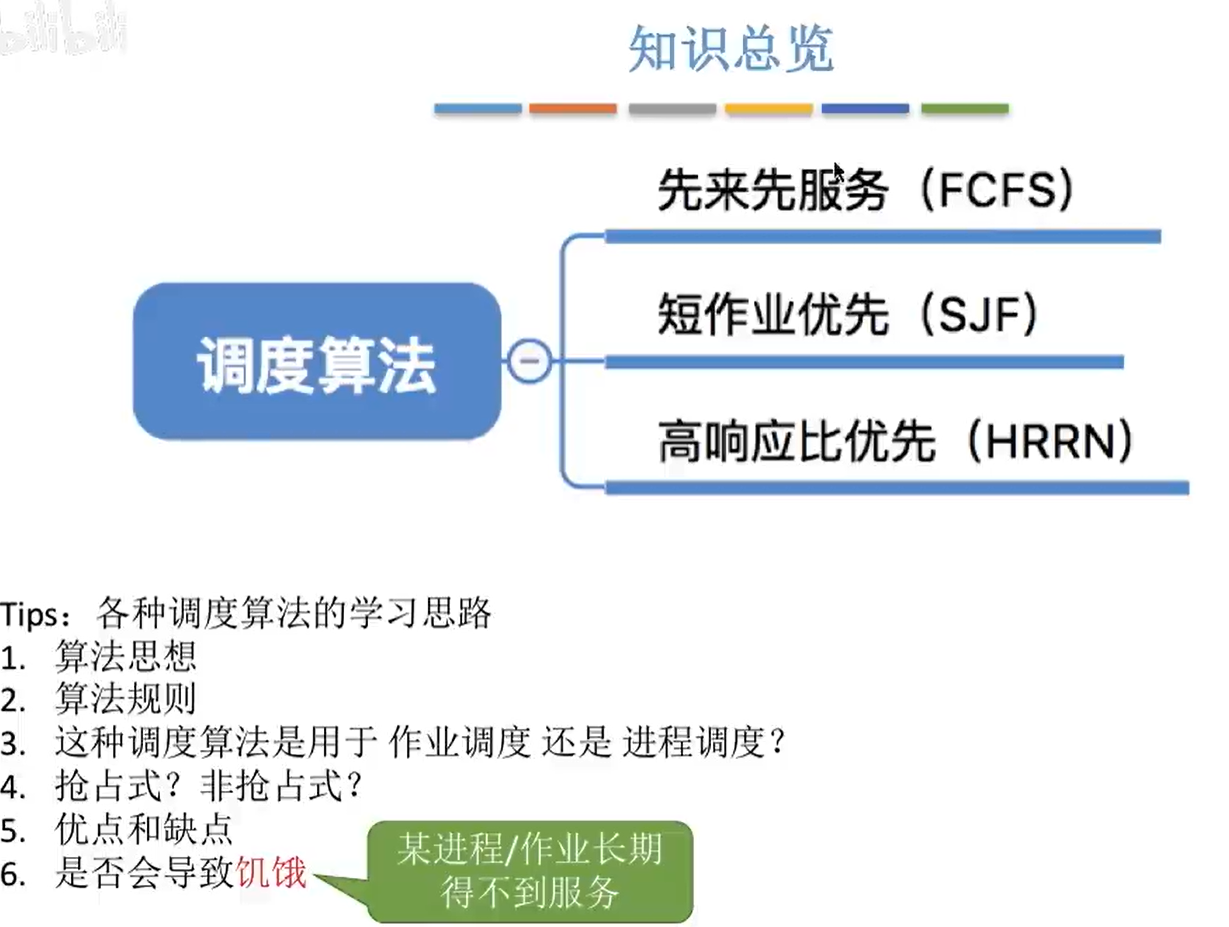 知识总览
先来先服务（FCFS）
短作业优先（SJF）
高响应比优先（HRRN）
调度算法
Tips：各种调度算法的学习思路
1. 算法思想
2. 算法规则
3. 这种调度算法是用于 作业调度 还是 进程调度？
4. 抢占式？非抢占式？
5. 优点和缺点
6. 是否会导致饥饿
某进程/作业长期
得不到服务